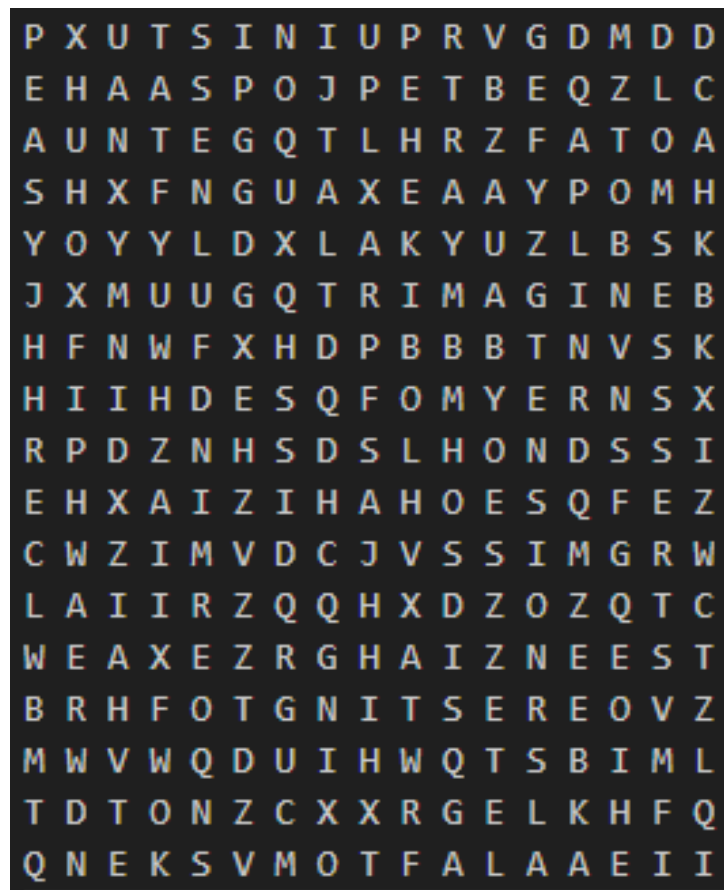 P X U T S I N I U P R V G D M D D
E H A A S P O J P E T B E Q Z L C
A U N T E G Q T L H R Z F A T O A
S H X F N G U A X E A A Y P O M H
Y O Y Y L D X L A K Y U Z L B S K
J X M U U G Q T R I M A G I N E B
H F N W F X H D P B B B T N V S K
H I I H D E S Q F O M Y E R N S X
R P D Z N H S D S L H O N D S S I
E H X A I Z I H A H O E S Q F E Z
C W Z I M V D C J V S S I M G R W
L A I I R Z Q Q H X D Z O Z Q T C
W E A X E Z R G H A I Z N E E S T
B R H F O T G N I T S E R E O V Z
M W V W Q D U I H W Q T S B I M L
T D T O N Z C X X R G E L K H F Q
Q N E K S V M O T F A L A A E I I